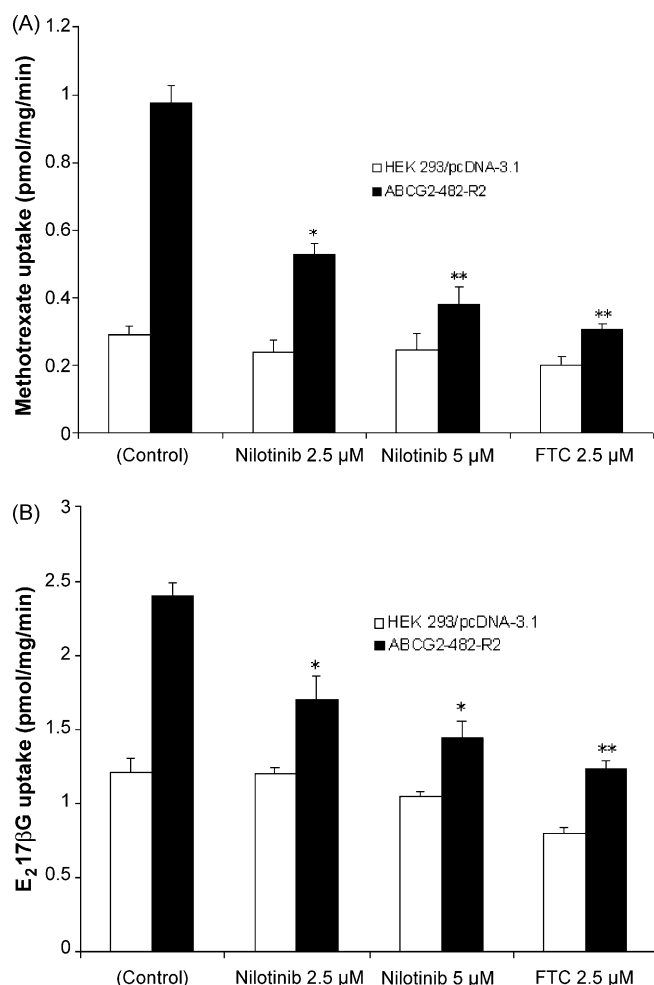 (A)
1.2
1
0.8
0.6
0.4
0.2
0
Methotrexate uptake (pmol/mg/min)
HEK 293/pcDNA-3.1
ABCG2-482-R2
*
**
**
(Control)
Nilotinib 2.5 µM
Nilotinib 5 µM
FTC 2.5 µM
(B)
3
2.5
2
1.5
1
0.5
0
E₂17βG uptake (pmol/mg/min)
HEK 293/pcDNA-3.1
ABCG2-482-R2
*
*
**
(Control)
Nilotinib 2.5 µM
Nilotinib 5 µM
FTC 2.5 µM